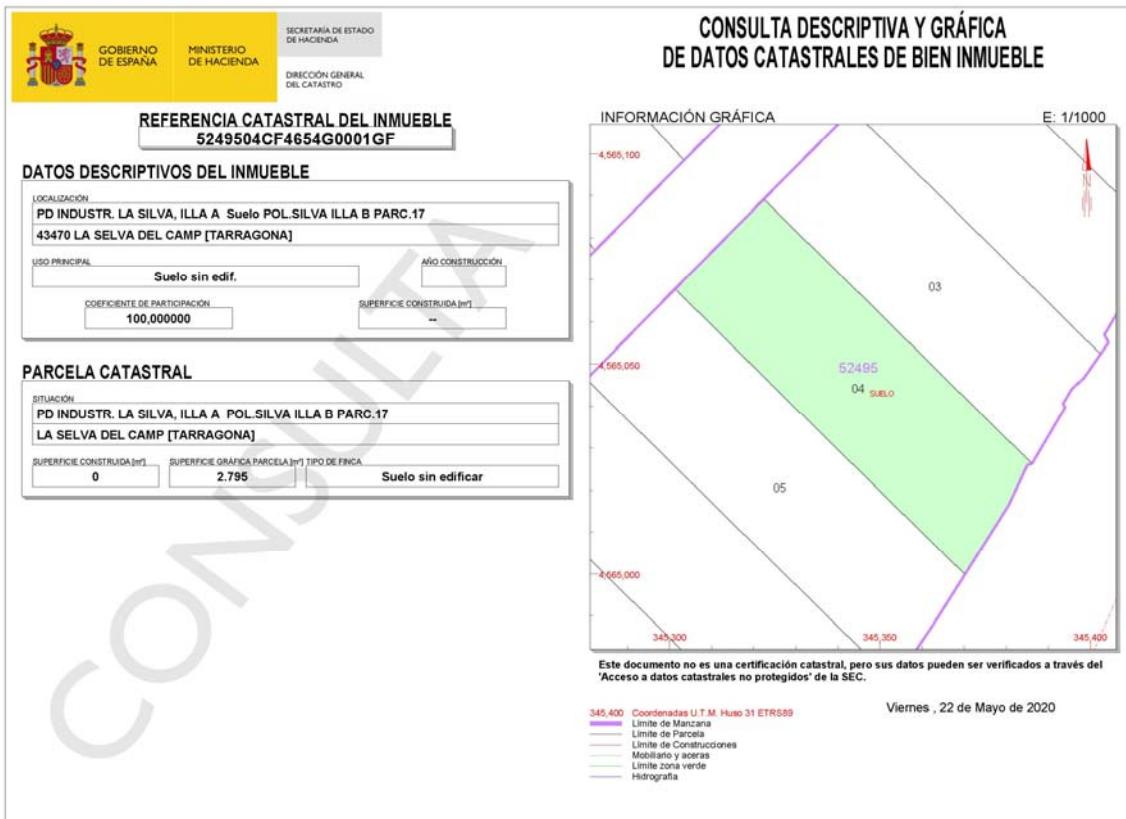 GOBIERNO
DE ESPAÑA
MINISTERIO
DE HACIENDA
SECRETARÍA DE ESTADO
DE HACIENDA
DIRECCIÓN GENERAL
DEL CATASTRO
CONSULTA DESCRIPTIVA Y GRÁFICA
DE DATOS CATASTRALES DE BIEN INMUEBLE
REFERENCIA CATASTRAL DEL INMUEBLE
5249504CF4654G0001GF
DATOS DESCRIPTIVOS DEL INMUEBLE
LOCALIZACIÓN
PD INDUSTR. LA SILVA, ILLA A Suelo POL.SILVA ILLA B PARC.17
43470 LA SELVA DEL CAMP [TARRAGONA]
USO PRINCIPAL
Suelo sin edif.
AÑO CONSTRUCCIÓN
COEFICIENTE DE PARTICIPACIÓN
100,000000
SUPERFICIE CONSTRUIDA [m²]
--
PARCELA CATASTRAL
SITUACIÓN
PD INDUSTR. LA SILVA, ILLA A POL.SILVA ILLA B PARC.17
LA SELVA DEL CAMP [TARRAGONA]
SUPERFICIE CONSTRUIDA [m²]
0
SUPERFICIE GRÁFICA PARCELA [m²]
2.795
TIPO DE FINCA
Suelo sin edificar
CONSULTA
INFORMACIÓN GRÁFICA E: 1/1000
4,565,100
N
03
4,565,050
52495
04 SUELO
05
4,565,000
345,300 345,350 345,400
Este documento no es una certificación catastral, pero sus datos pueden ser verificados a través del
'Acceso a datos catastrales no protegidos' de la SEC.
345,400 Coordenadas U.T.M. Huso 31 ETRS89
Límite de Manzana
Límite de Parcela
Límite de Construcciones
Mobiliario y aceras
Límite zona verde
Hidrografía
Viernes , 22 de Mayo de 2020